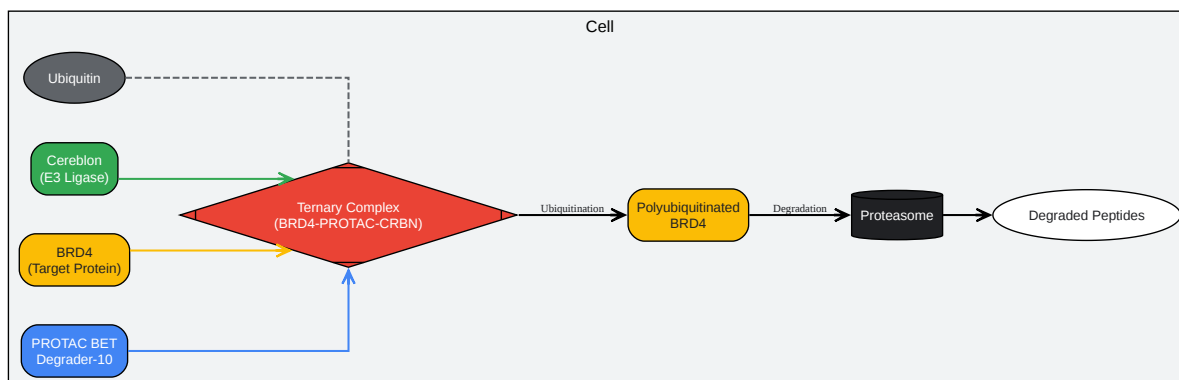 Cell
Ubiquitin
Cereblon
(E3 Ligase)
BRD4
(Target Protein)
PROTAC BET
Degrader-10
Ternary Complex
(BRD4-PROTAC-CRBN)
Ubiquitination
Polyubiquitinated
BRD4
Degradation
Proteasome
Degraded Peptides